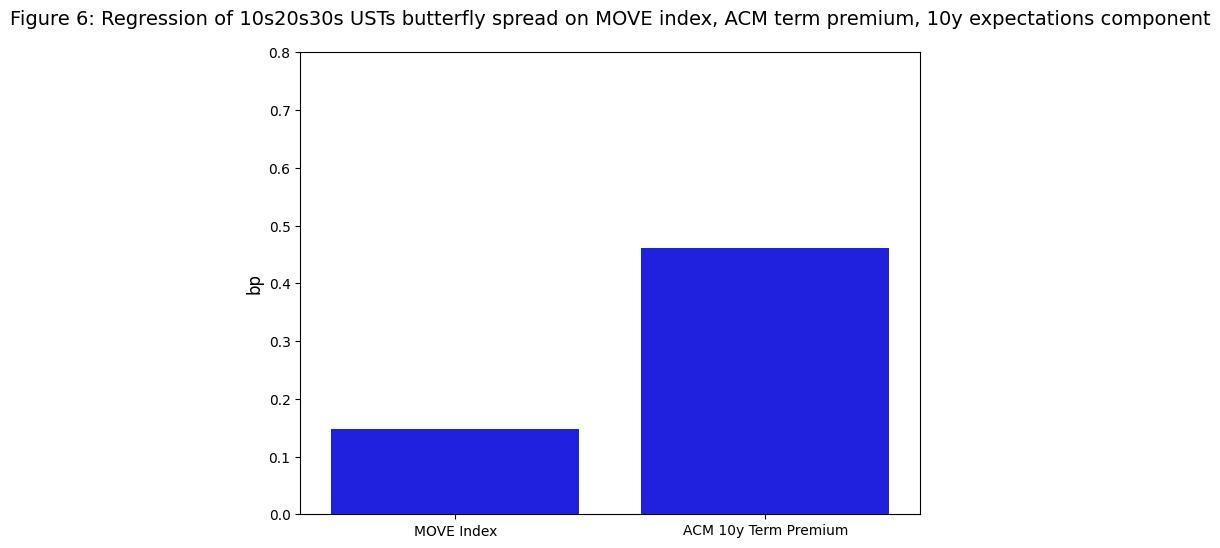 Figure 6: Regression of 10s20s30s USTs butterfly spread on MOVE index, ACM term premium, 10y expectations component
0.8
0.7
0.6
0.5
0.4
0.3
0.2
0.1
0.0
bp
MOVE Index
ACM 10y Term Premium